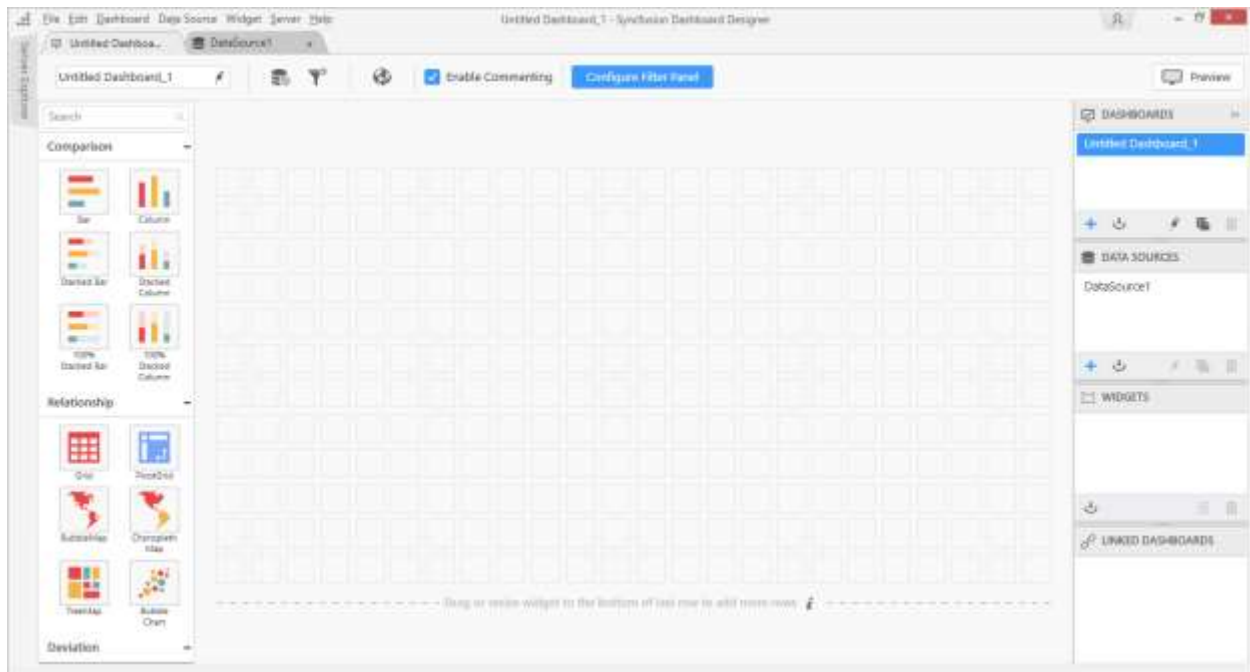 File Edit Dashboard Data Source Widget Server Help
Untitled Dashboard_1 - Syncfusion Dashboard Designer
Server Explorer
Untitled Dashboa...
DataSource1
Untitled Dashboard_1
Enable Commenting
Configure Filter Panel
Preview
Search
Comparison
Bar
Column
Stacked Bar
Stacked
Column
100%
Stacked Bar
100%
Stacked
Column
Relationship
Grid
PivotGrid
BubbleMap
Choropleth
Map
TreeMap
Bubble
Chart
Deviation
Drag or resize widget to the bottom of last row to add more rows
DASHBOARDS
Untitled Dashboard_1
DATA SOURCES
DataSource1
WIDGETS
LINKED DASHBOARDS